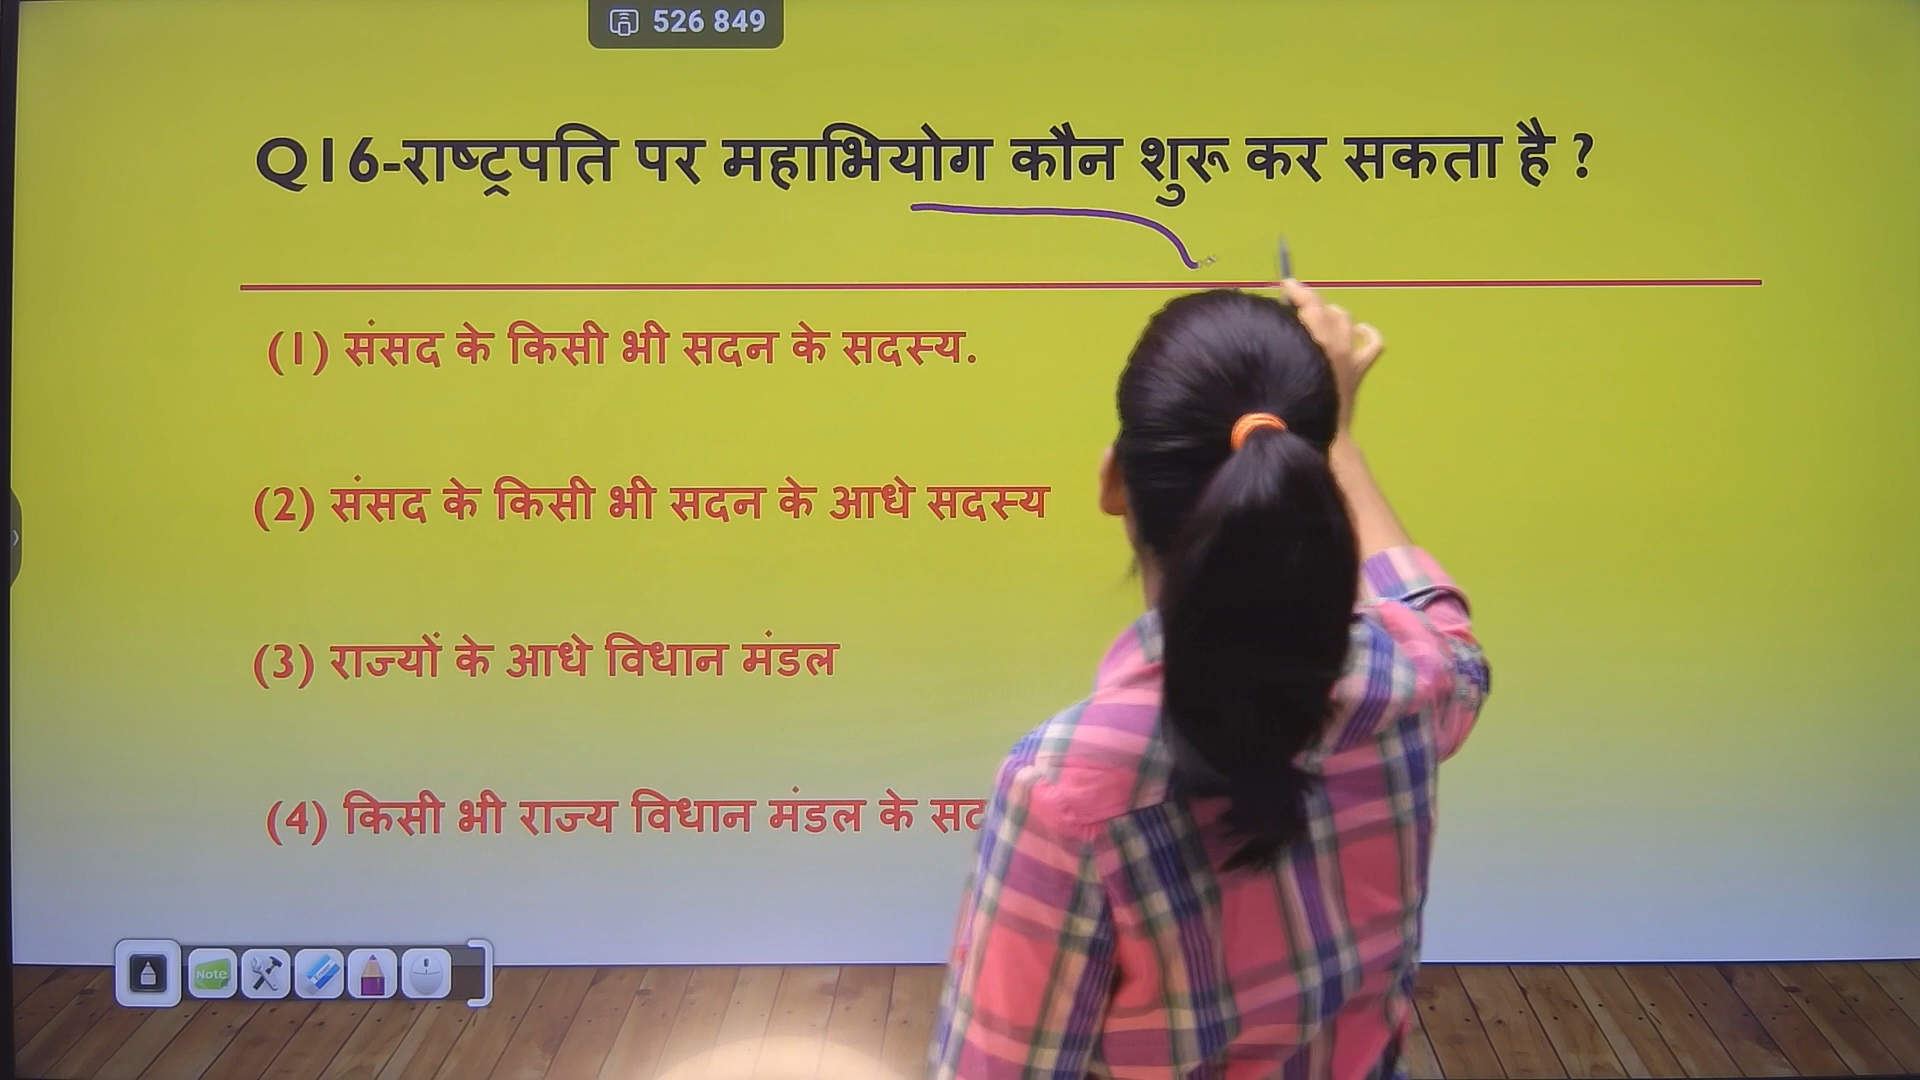 526 849
Q16-राष्ट्रपति पर महाभियोग कौन शुरू कर सकता है ?
(1) संसद के किसी भी सदन के सदस्य.
(2) संसद के किसी भी सदन के आधे सदस्य
(3) राज्यों के आधे विधान मंडल
(4) किसी भी राज्य विधान मंडल के
Note